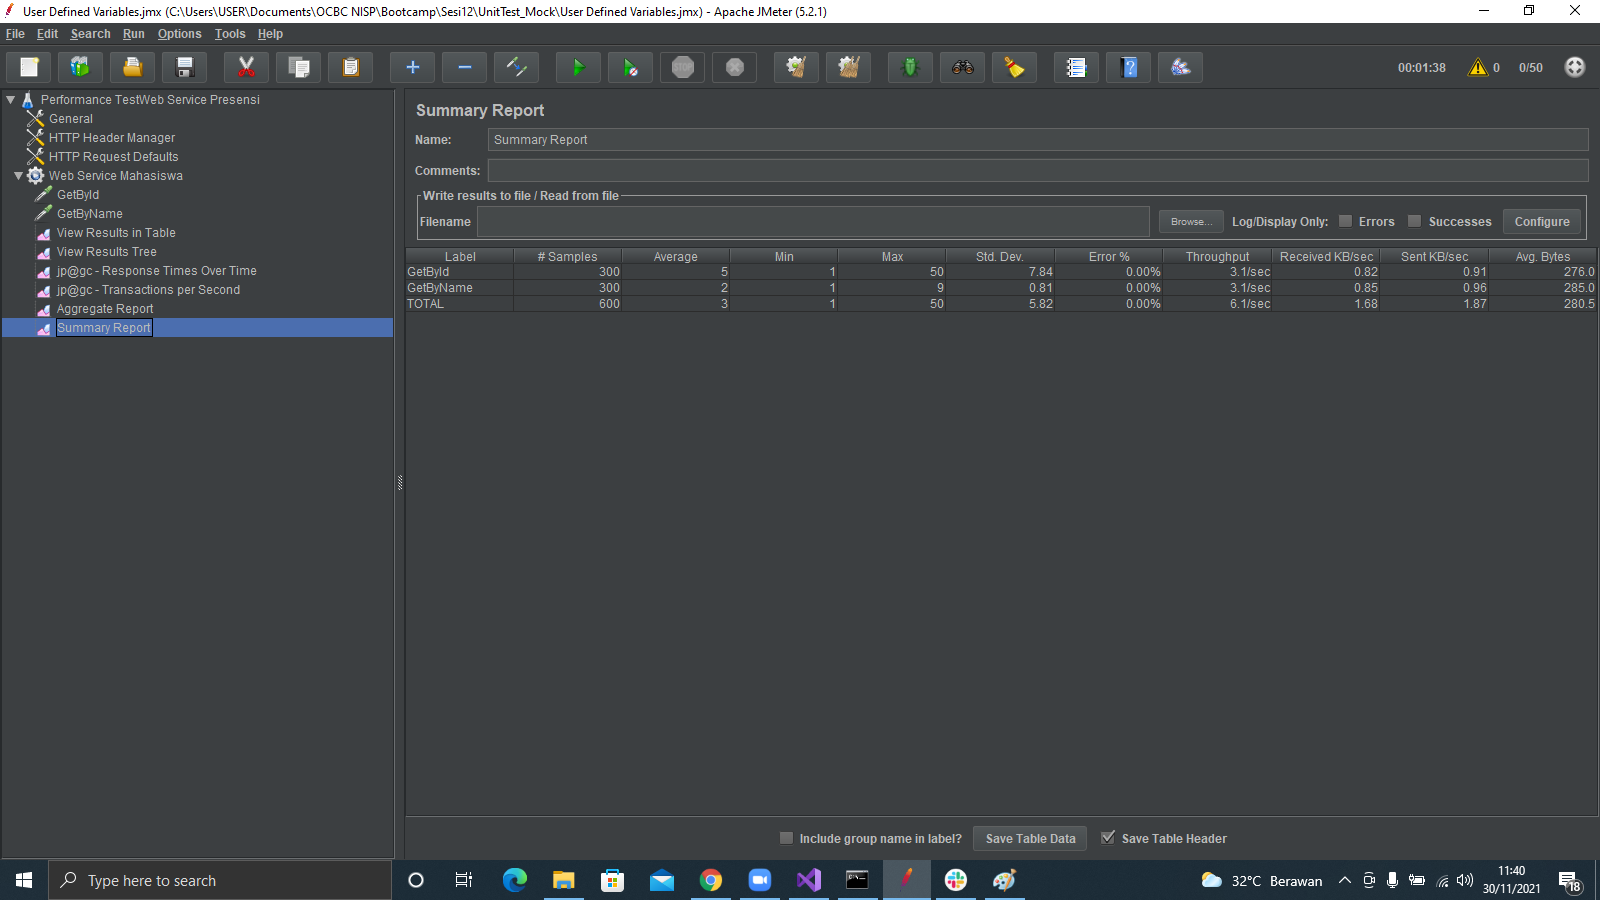 User Defined Variables.jmx (C:\Users\USER\Documents\OCBC NISP\Bootcamp\Sesi12\UnitTest_Mock\User Defined Variables.jmx) - Apache JMeter (5.2.1)
File Edit Search Run Options Tools Help
STOP 00:01:38 0 0/50
Performance TestWeb Service Presensi
General
HTTP Header Manager
HTTP Request Defaults
Web Service Mahasiswa
GetById
GetByName
View Results in Table
View Results Tree
jp@gc - Response Times Over Time
jp@gc - Transactions per Second
Aggregate Report
Summary Report
Summary Report
Name: Summary Report
Comments:
Write results to file / Read from file
Filename Browse... Log/Display Only: Errors Successes Configure
Label # Samples Average Min Max Std. Dev. Error % Throughput Received KB/sec Sent KB/sec Avg. Bytes
GetById 300 5 1 50 7.84 0.00% 3.1/sec 0.82 0.91 276.0
GetByName 300 2 1 9 0.81 0.00% 3.1/sec 0.85 0.96 285.0
TOTAL 600 3 1 50 5.82 0.00% 6.1/sec 1.68 1.87 280.5
Include group name in label? Save Table Data Save Table Header
Type here to search
32°C Berawan
11:40
30/11/2021
18